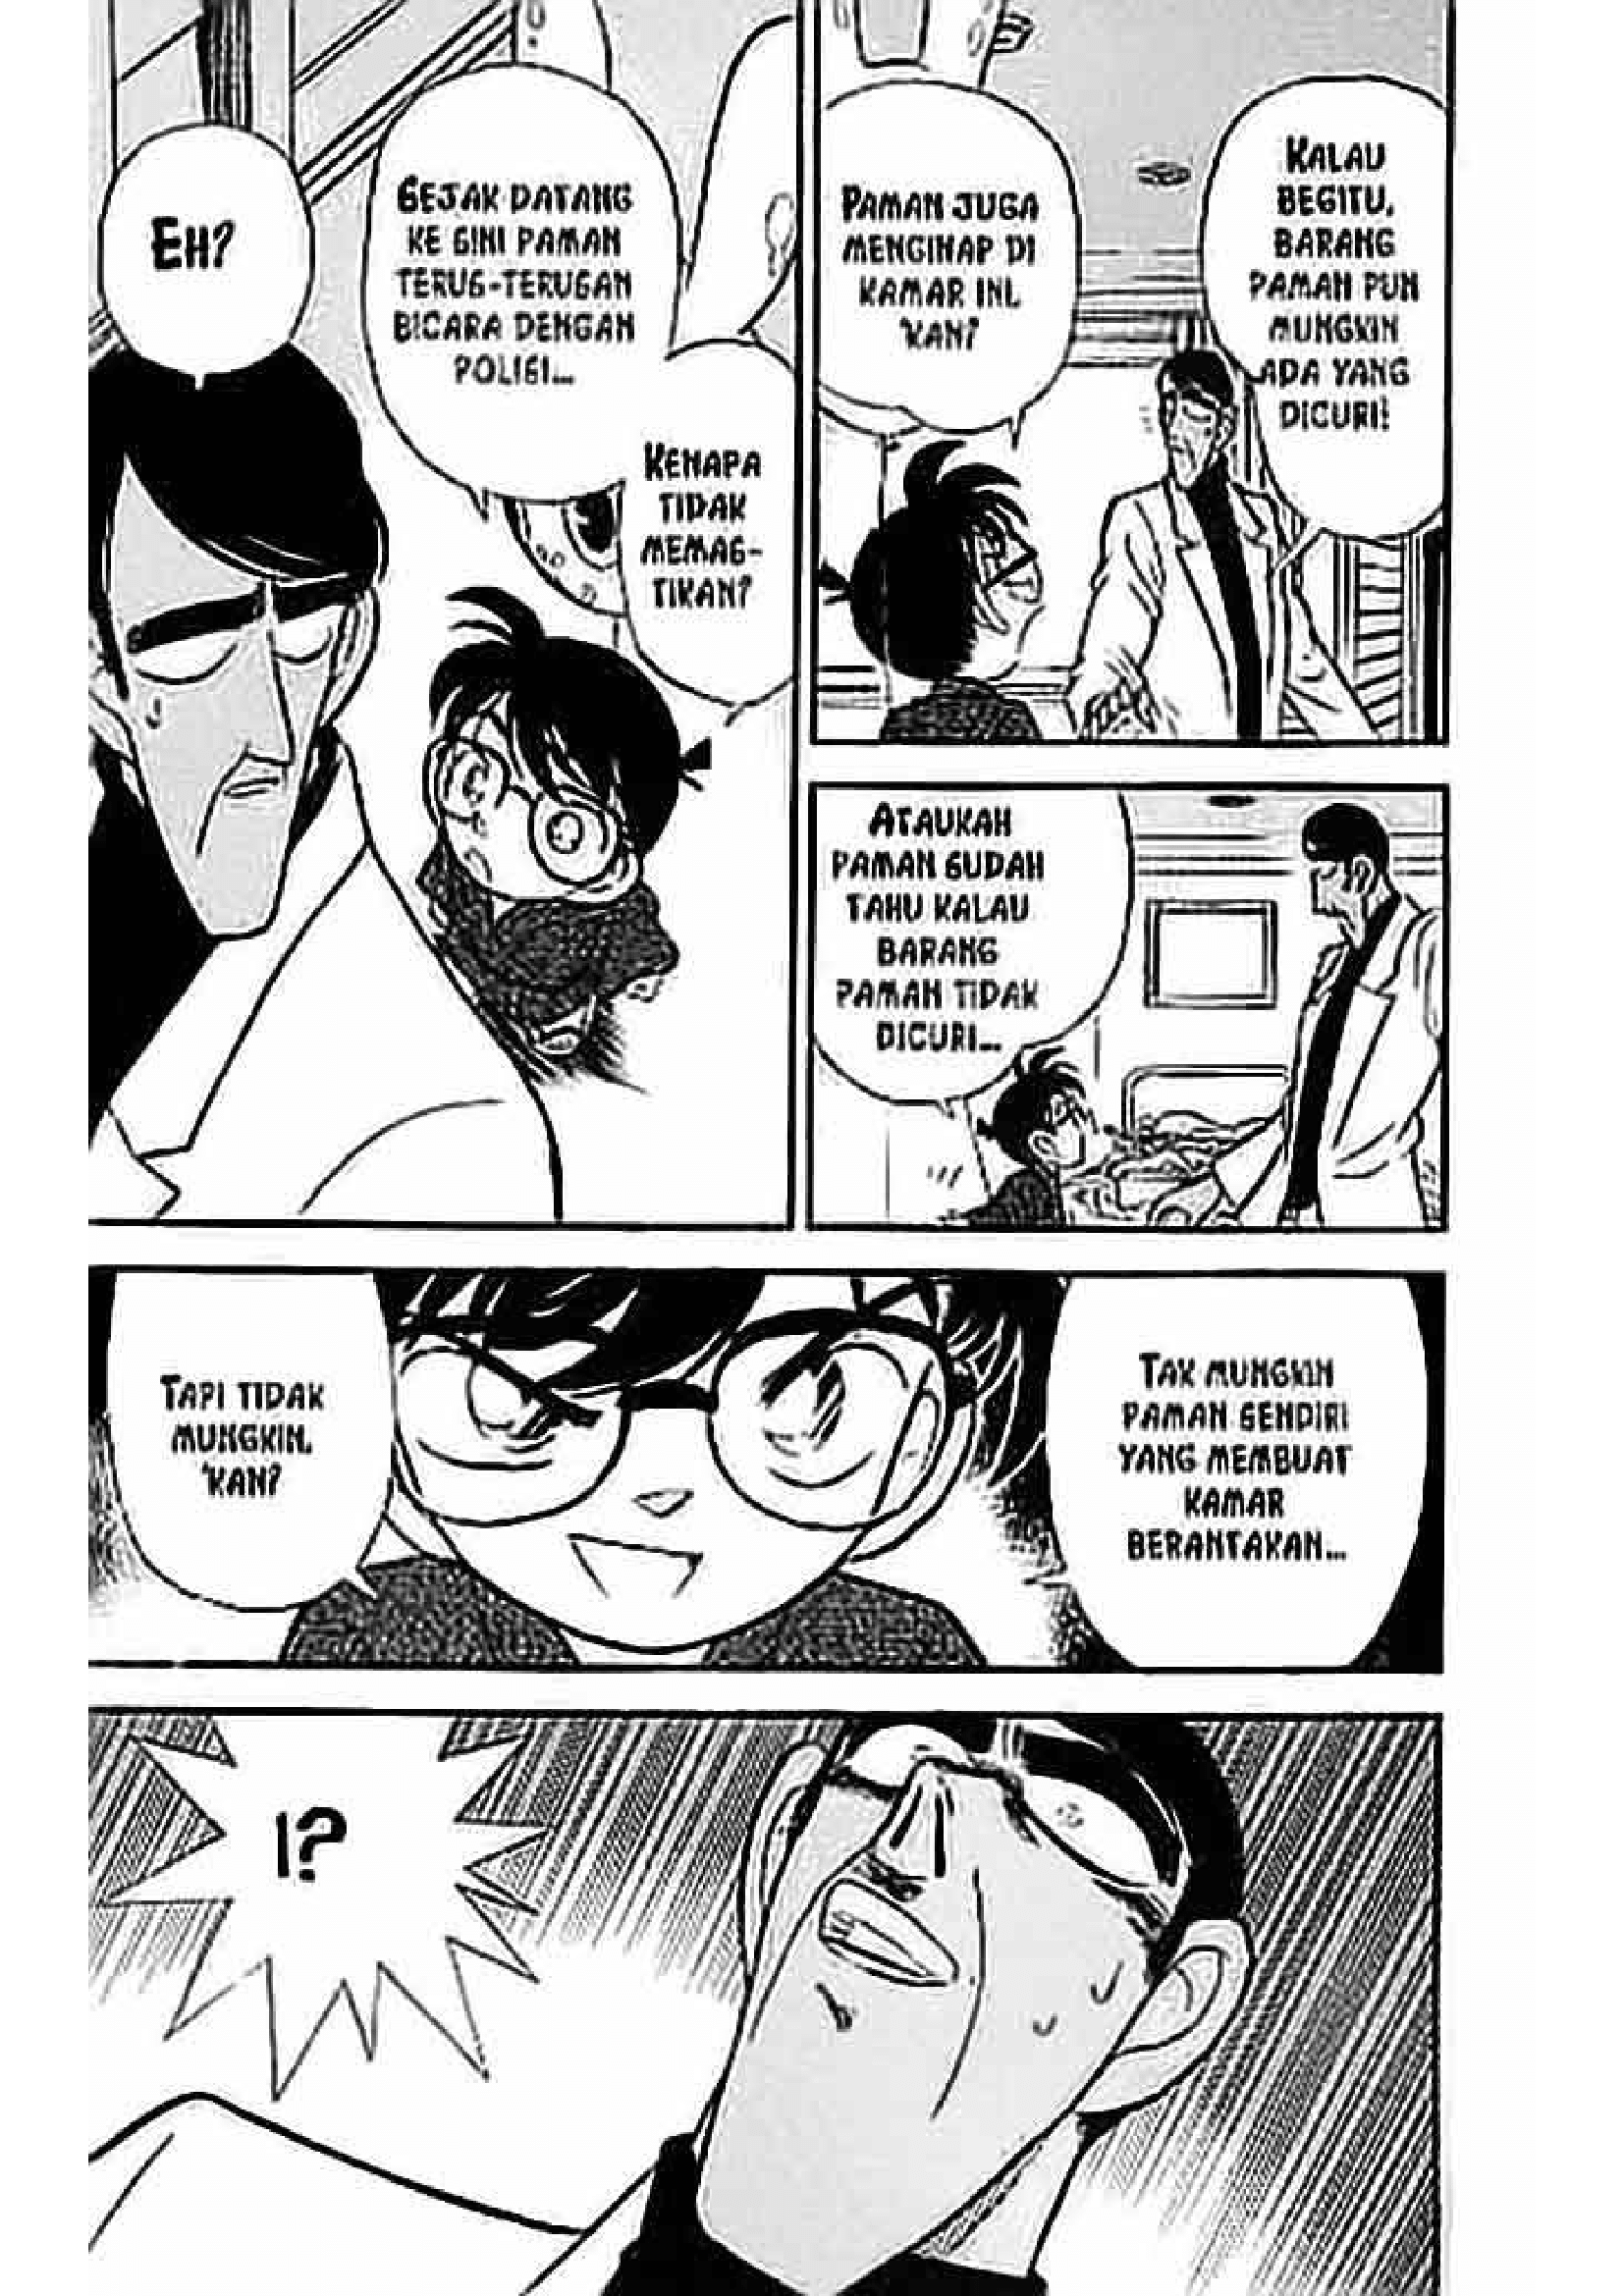 KALAU
BEGITU,
BARANG
PAMAN PUN
MUNGKIN
ADA YANG
DICURI!
PAMAN JUGA
MENGINAP DI
KAMAR INI,
'KAN?
SEJAK DATANG
KE SINI PAMAN
TERUS-TERUSAN
BICARA DENGAN
POLISI...
KENAPA
TIDAK
MEMAS-
TIKAN?
EH?
ATAUKAH
PAMAN SUDAH
TAHU KALAU
BARANG
PAMAN TIDAK
DICURI...
TAK MUNGKIN
PAMAN SENDIRI
YANG MEMBUAT
KAMAR
BERANTAKAN...
TAPI TIDAK
MUNGKIN,
'KAN?
!?